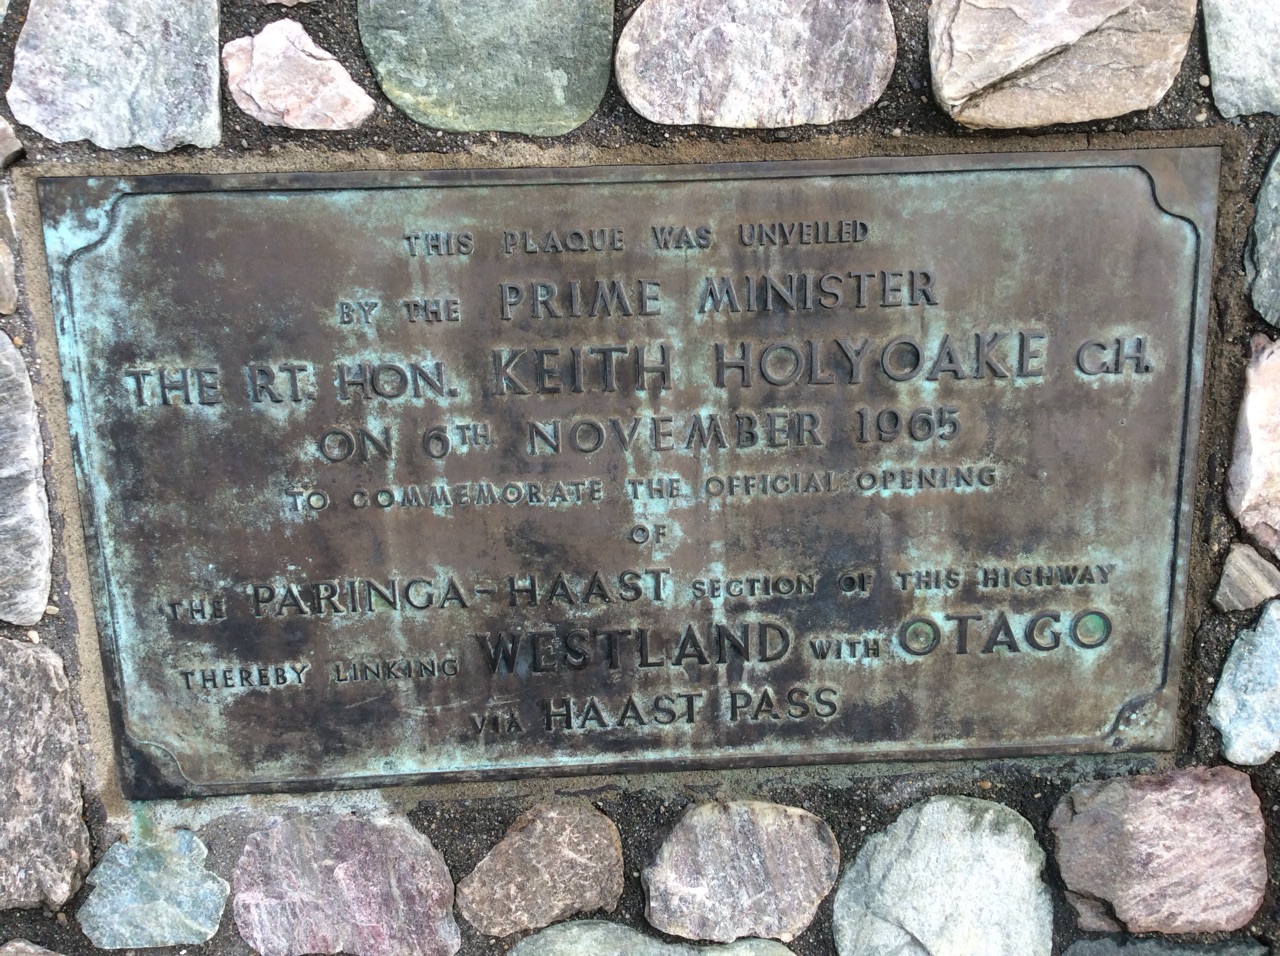 THIS PLAQUE WAS UNVEILED
BY THE PRIME MINISTER
THE RT. HON. KEITH HOLYOAKE C.H.
ON 6TH. NOVEMBER 1965
TO COMMEMORATE THE OFFICIAL OPENING
OF
THE PARINGA-HAAST SECTION OF THIS HIGHWAY
THEREBY LINKING WESTLAND WITH OTAGO
VIA HAAST PASS